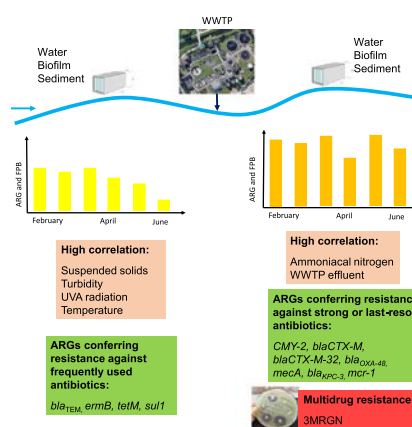 WWTP
Water
Biofilm
Sediment
Water
Biofilm
Sediment
ARG and FPB
February
April
June
ARG and FPB
February
April
June
High correlation:
Suspended solids
Turbidity
UVA radiation
Temperature
ARGs conferring
resistance against
frequently used
antibiotics:
blaTEM, ermB, tetM, sul1
High correlation:
Ammoniacal nitrogen
WWTP effluent
ARGs conferring resistanc
against strong or last-reso
antibiotics:
CMY-2, blaCTX-M,
blaCTX-M-32, blaOXA-48,
mecA, blaKPC-3, mcr-1
Multidrug resistance
3MRGN